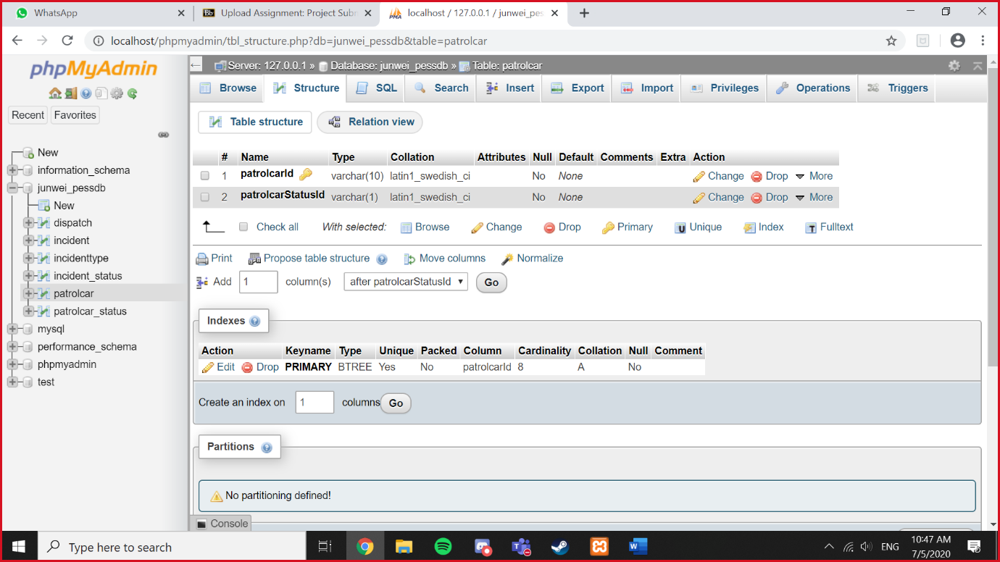 WhatsApp
Bb Upload Assignment: Project Subm
PMA localhost / 127.0.0.1 / junwei_pes
localhost/phpmyadmin/tbl_structure.php?db=junwei_pessdb&table=patrolcar
phpMyAdmin
Recent Favorites
New
information_schema
junwei_pessdb
New
dispatch
incident
incidenttype
incident_status
patrolcar
patrolcar_status
mysql
performance_schema
phpmyadmin
test
Server: 127.0.0.1 » Database: junwei_pessdb » Table: patrolcar
Browse Structure SQL Search Insert Export Import Privileges Operations Triggers
Table structure Relation view
# Name Type Collation Attributes Null Default Comments Extra Action
1 patrolcarId varchar(10) latin1_swedish_ci No None Change Drop More
2 patrolcarStatusId varchar(1) latin1_swedish_ci No None Change Drop More
Check all With selected: Browse Change Drop Primary Unique Index Fulltext
Print Propose table structure Move columns Normalize
Add 1 column(s) after patrolcarStatusId Go
Indexes
Action Keyname Type Unique Packed Column Cardinality Collation Null Comment
Edit Drop PRIMARY BTREE Yes No patrolcarId 8 A No
Create an index on 1 columns Go
Partitions
No partitioning defined!
Console
Type here to search
ENG
10:47 AM
7/5/2020